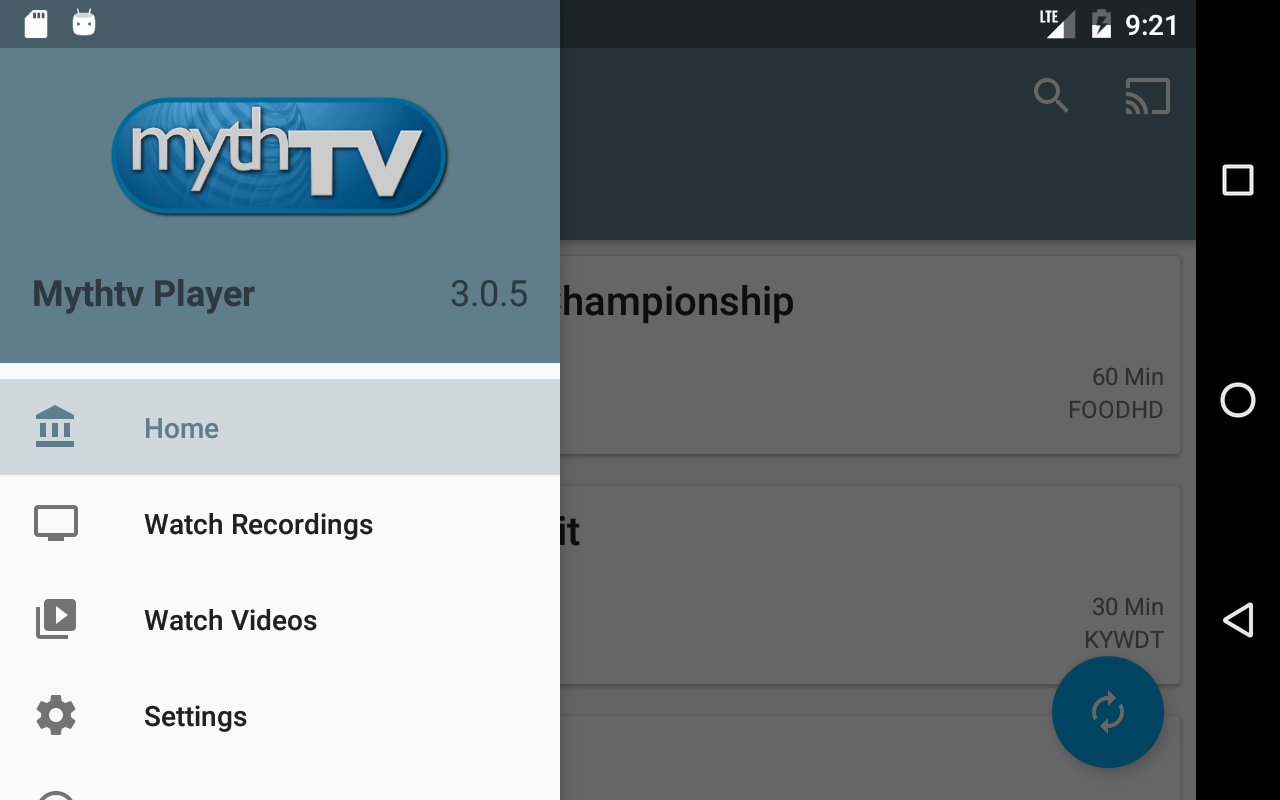 LTE 9:21
mythTV
Mythtv Player 3.0.5
Home
Watch Recordings
Watch Videos
Settings
hampionship
60 Min
FOODHD
it
30 Min
KYWDT